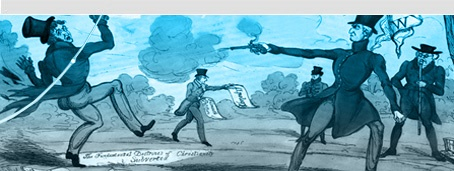 W
The Fundamental Doctrines of Christianity
Subverted